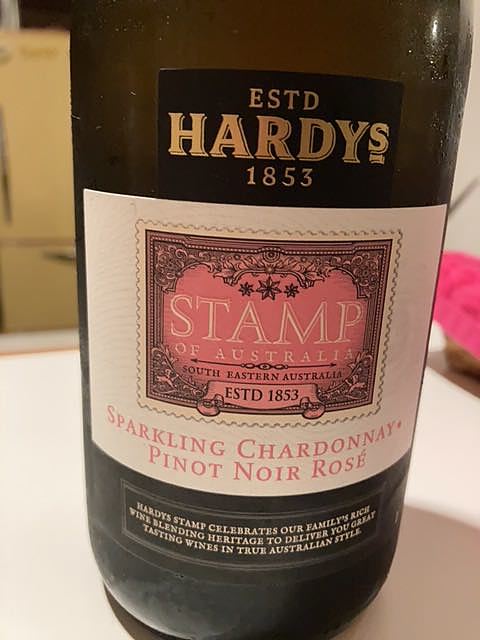 ESTD
HARDYS
1853
STAMP
OF AUSTRALIA
SOUTH EASTERN AUSTRALIA
ESTD 1853
SPARKLING CHARDONNAY•
PINOT NOIR ROSÉ
HARDYS STAMP CELEBRATES OUR FAMILY'S RICH
WINE BLENDING HERITAGE TO DELIVER YOU GREAT
TASTING WINES IN TRUE AUSTRALIAN STYLE.